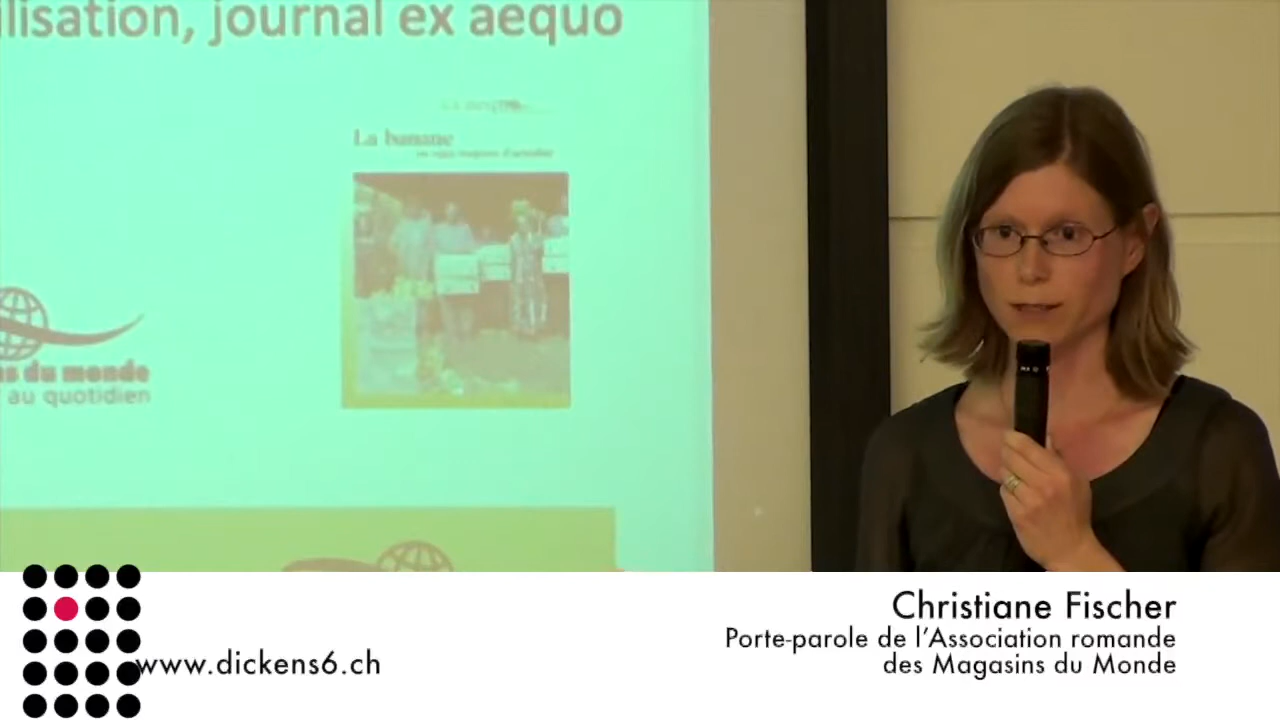 lisation, journal ex aequo
La banane
s du monde
au quotidien
www.dickens6.ch
Christiane Fischer
Porte-parole de l'Association romande
des Magasins du Monde